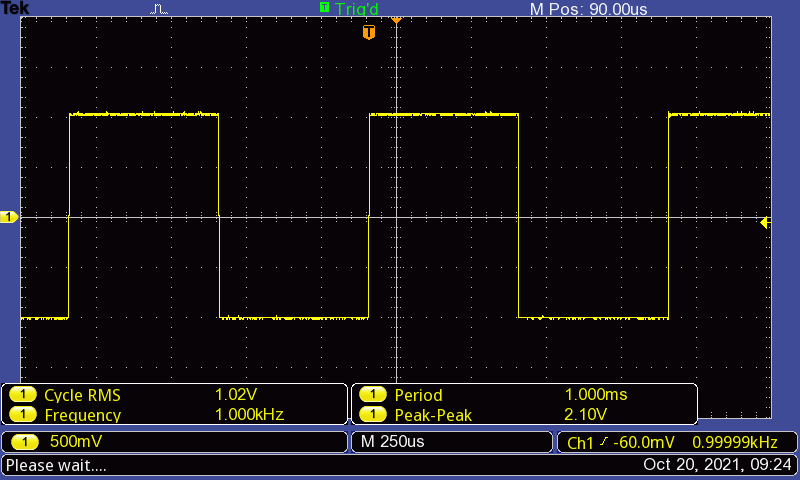 Tek T Trig'd M Pos: 90.00us
T
1
1 Cycle RMS 1.02V 1 Period 1.000ms
1 Frequency 1.000kHz 1 Peak-Peak 2.10V
1 500mV M 250us Ch1 -60.0mV 0.99999kHz
Please wait.... Oct 20, 2021, 09:24